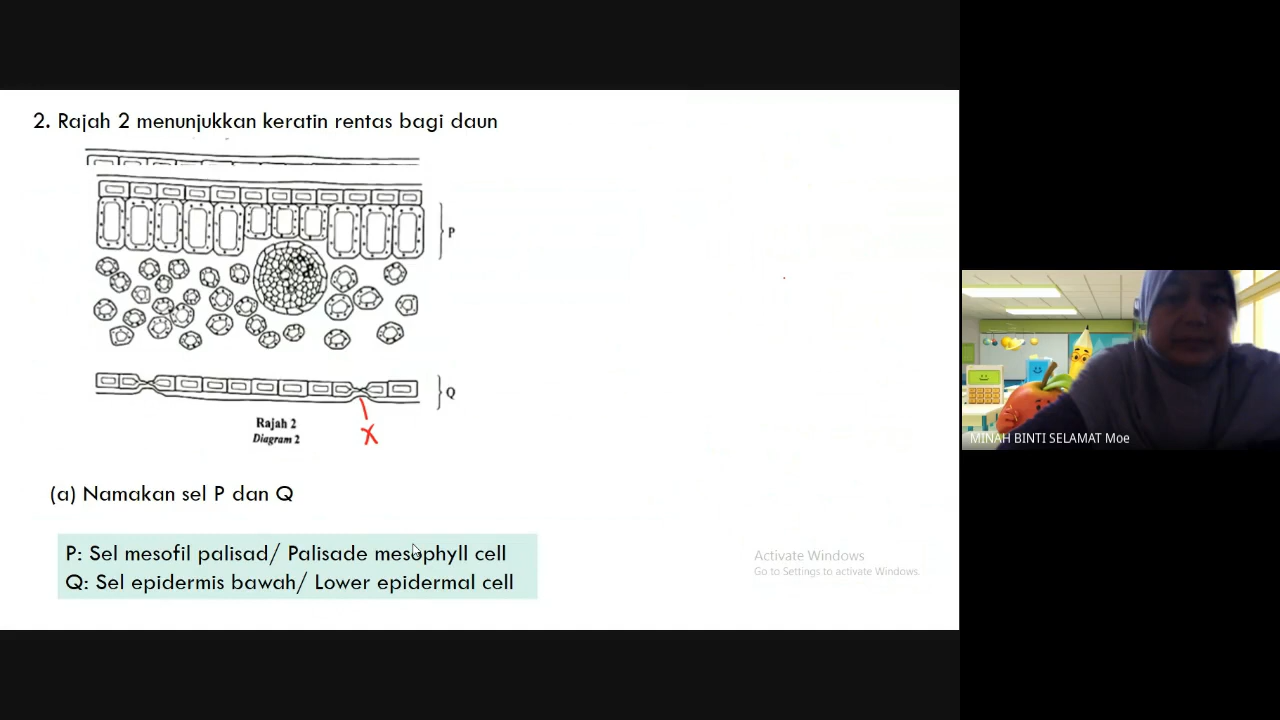 2. Rajah 2 menunjukkan keratin rentas bagi daun
P
Q
Rajah 2
Diagram 2
X
(a) Namakan sel P dan Q
P: Sel mesofil palisad/ Palisade mesophyll cell
Q: Sel epidermis bawah/ Lower epidermal cell
Activate Windows
Go to Settings to activate Windows.
MINAH BINTI SELAMAT Moe